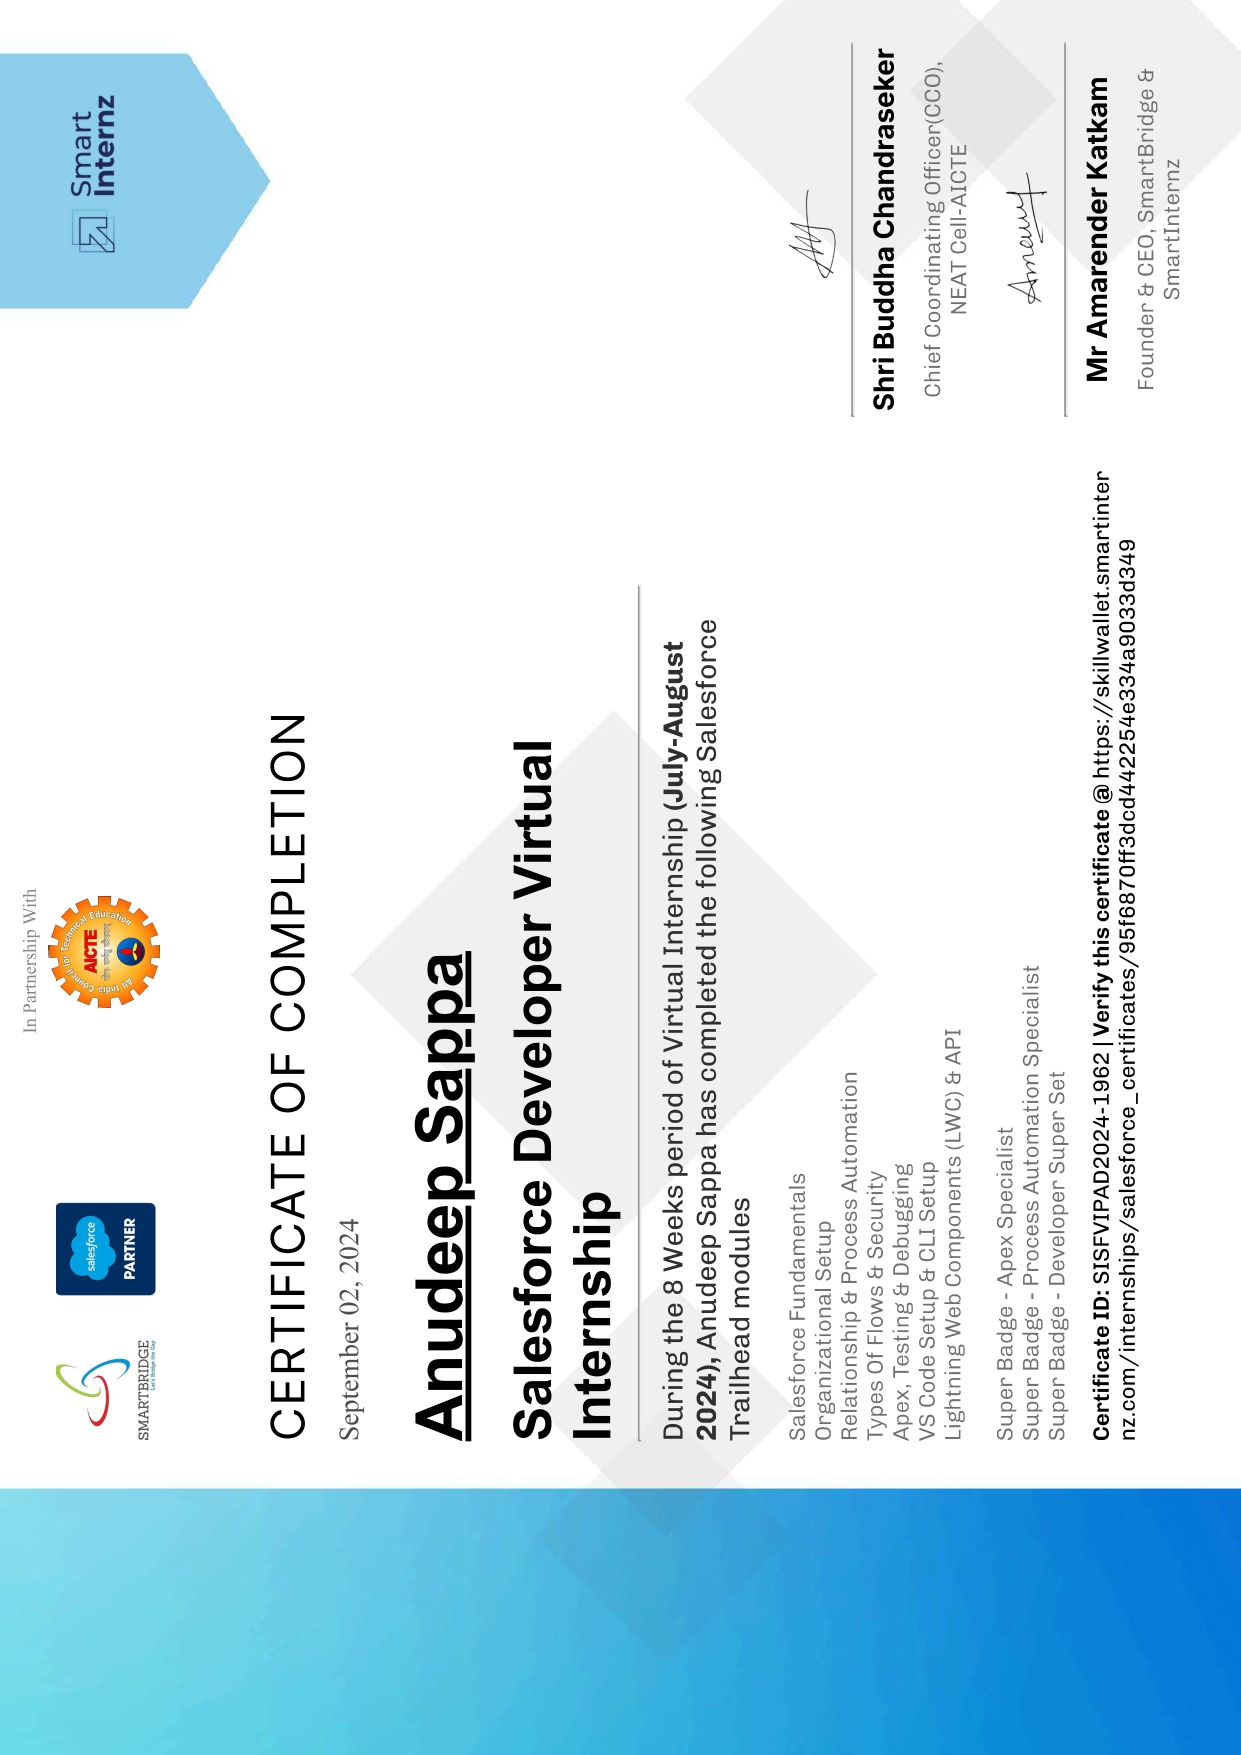 In Partnership With
SMARTBRIDGE
Let's Bridge the Gap
salesforce
PARTNER
All India Council for Technical Education
AICTE
Smart
Internz
CERTIFICATE OF COMPLETION
September 02, 2024
Anudeep Sappa
Salesforce Developer Virtual
Internship
During the 8 Weeks period of Virtual Internship (July-August
2024), Anudeep Sappa has completed the following Salesforce
Trailhead modules
Salesforce Fundamentals
Organizational Setup
Relationship & Process Automation
Types Of Flows & Security
Apex, Testing & Debugging
VS Code Setup & CLI Setup
Lightning Web Components (LWC) & API
Super Badge - Apex Specialist
Super Badge - Process Automation Specialist
Super Badge - Developer Super Set
Certificate ID: SISFVIPAD2024-1962 | Verify this certificate @ https://skillwallet.smartinter
nz.com/internships/salesforce_certificates/95f6870ff3dcd442254e334a9033d349
Shri Buddha Chandraseker
Chief Coordinating Officer(CCO),
NEAT Cell-AICTE
Mr Amarender Katkam
Founder & CEO, SmartBridge &
SmartInternz